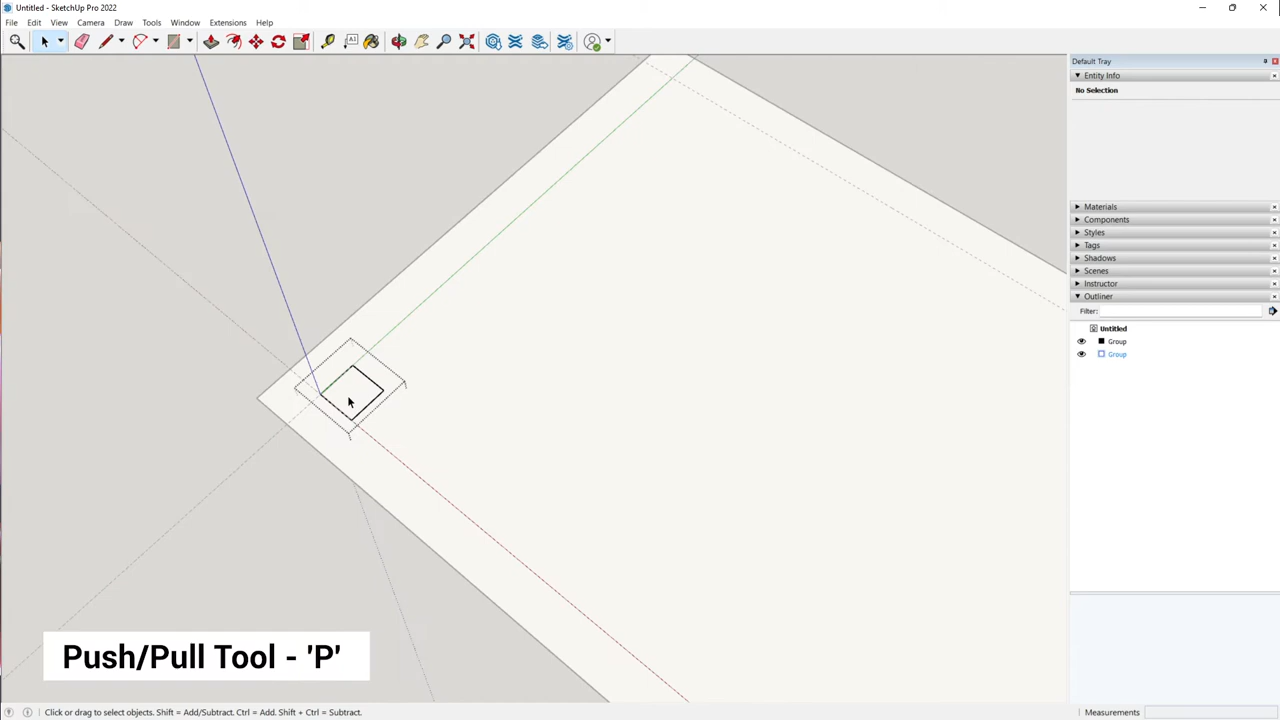 Untitled - SketchUp Pro 2022
File Edit View Camera Draw Tools Window Extensions Help
Default Tray
Entity Info
No Selection
Materials
Components
Styles
Tags
Shadows
Scenes
Instructor
Outliner
Filter:
Untitled
Group
Group
Push/Pull Tool - 'P'
Click or drag to select objects. Shift = Add/Subtract. Ctrl = Add. Shift + Ctrl = Subtract.
Measurements